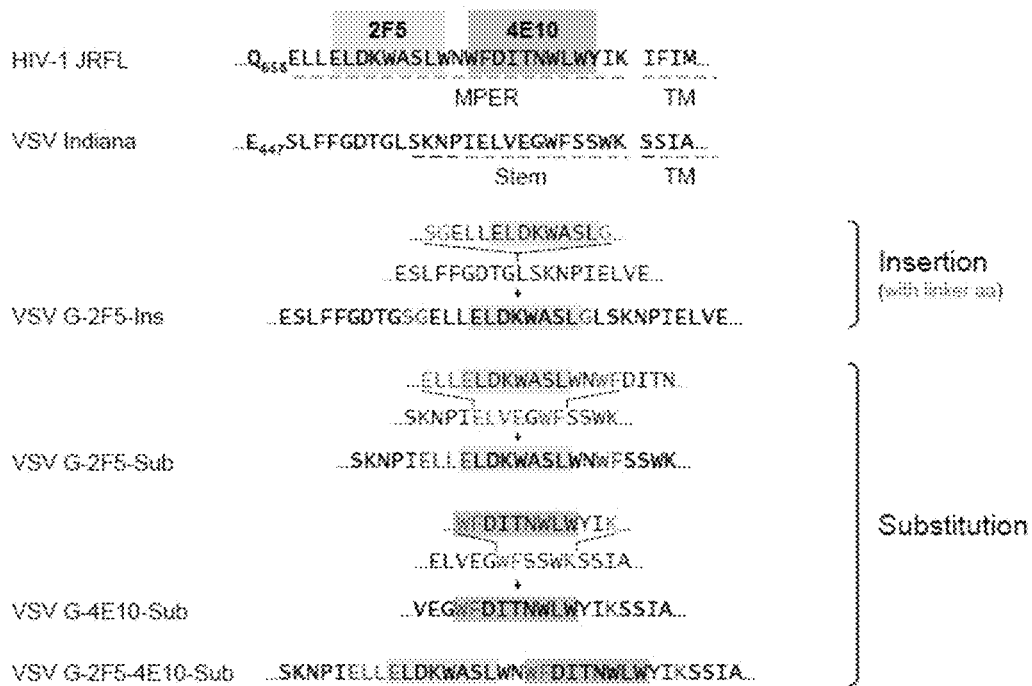 2F5 4E10
HIV-1 JRFL ...Q658ELLELDKWASLWNWFDITNWLWYIK IFIM...
MPER TM
VSV Indiana ...E447SLFFGDTGLSKNPIELVEGWFSSWK SSIA...
Stem TM
...SGELLELDKWASLG...
...ESLFFGDTGLSKNPIELVE...
VSV G-2F5-Ins ...ESLFFGDTGSGELLELDKWASLGLSKNPIELVE...
Insertion
(with linker aa)
...ELLELDKWASLWNWFDITN...
...SKNPIELVEGWFSSWK...
VSV G-2F5-Sub ...SKNPIELLELDKWASLWNWFSSWK...
...WFDITNWLWYIK...
...ELVEGWFSSWKSSIA...
VSV G-4E10-Sub ...VEGWFDITNWLWYIKSSIA...
VSV G-2F5-4E10-Sub ...SKNPIELLELDKWASLWNWFDITNWLWYIKSSIA...
Substitution